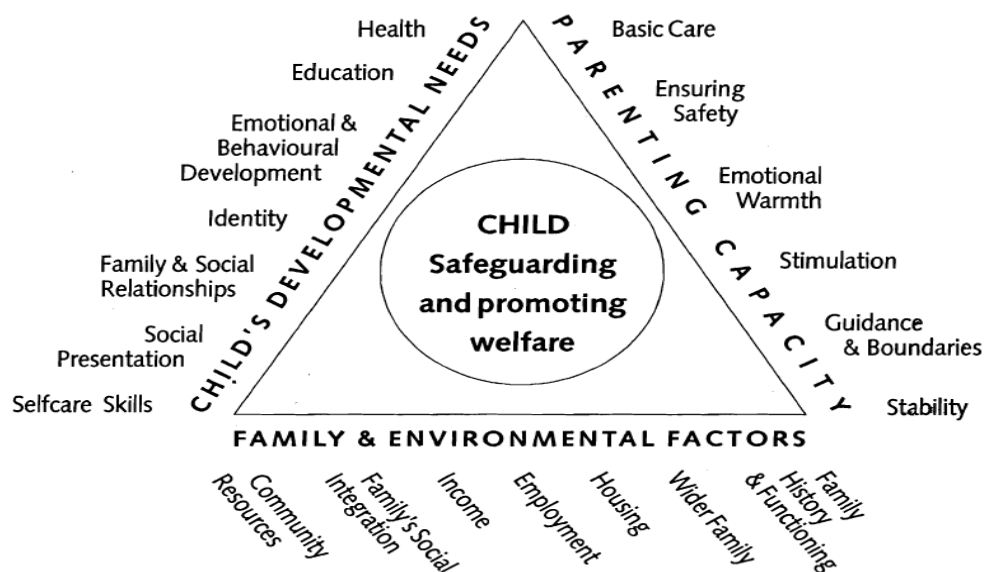 Health
Education
Emotional &
Behavioural
Development
Identity
Family & Social
Relationships
Social
Presentation
Selfcare Skills
CHILD'S DEVELOPMENTAL NEEDS
CHILD
Safeguarding
and promoting
welfare
PARENTING CAPACITY
Basic Care
Ensuring
Safety
Emotional
Warmth
Stimulation
Guidance
& Boundaries
Stability
FAMILY & ENVIRONMENTAL FACTORS
Community
Resources
Family's Social
Integration
Income
Employment
Housing
Wider Family
Family
History
& Functioning